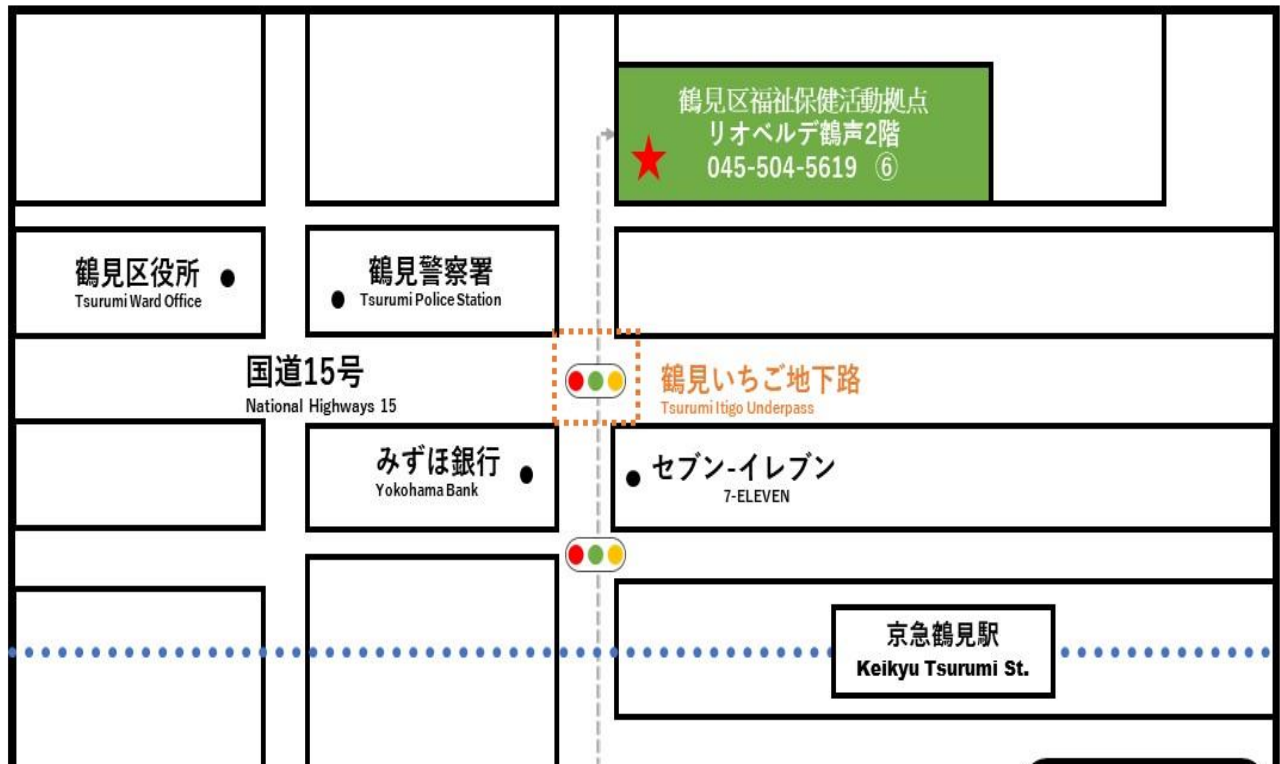 鶴見区福祉保健活動拠点
リオベルデ鶴声2階
045-504-5619 ⑥
鶴見区役所
Tsurumi Ward Office
鶴見警察署
Tsurumi Police Station
国道15号
National Highways 15
鶴見いちご地下路
Tsurumi Itigo Underpass
みずほ銀行
Yokohama Bank
セブン-イレブン
7-ELEVEN
京急鶴見駅
Keikyu Tsurumi St.